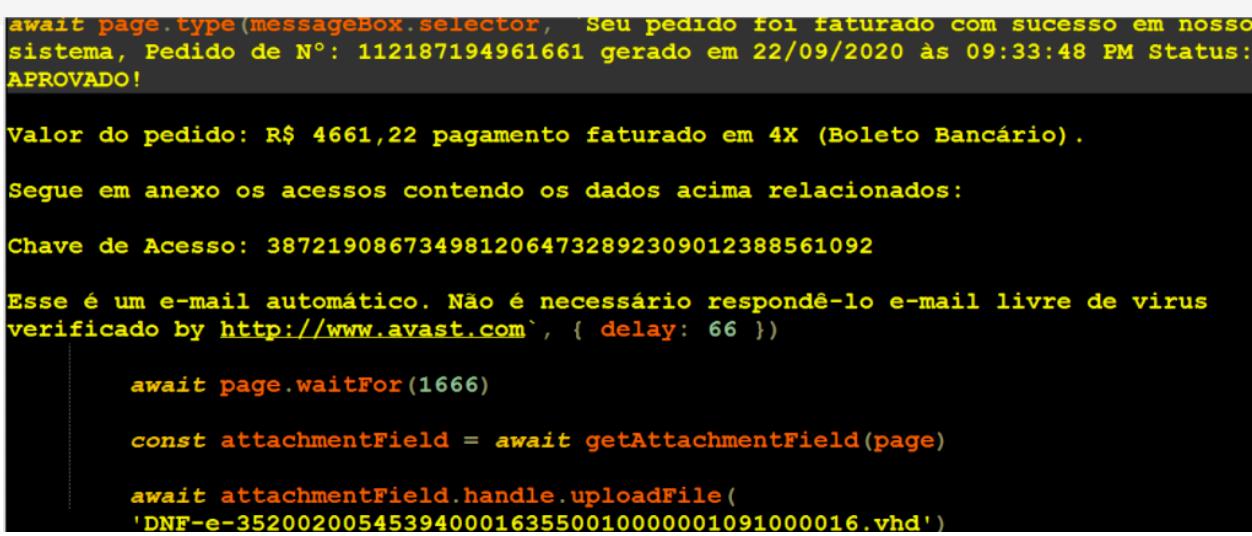 await page.type(messageBox.selector, `Seu pedido foi faturado com sucesso em nosso
sistema, Pedido de N°: 112187194961661 gerado em 22/09/2020 às 09:33:48 PM Status:
APROVADO!
Valor do pedido: R$ 4661,22 pagamento faturado em 4X (Boleto Bancário).
Segue em anexo os acessos contendo os dados acima relacionados:
Chave de Acesso: 3872190867349812064732892309012388561092
Esse é um e-mail automático. Não é necessário respondê-lo e-mail livre de virus
verificado by http://www.avast.com`, { delay: 66 })
await page.waitFor(1666)
const attachmentField = await getAttachmentField(page)
await attachmentField.handle.uploadFile(
'DNF-e-35200200545394000163550010000001091000016.vhd')